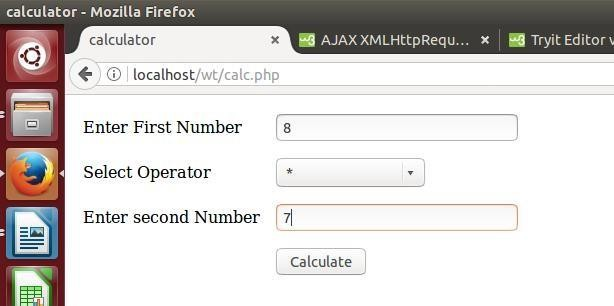 calculator - Mozilla Firefox
calculator × AJAX XMLHttpRequ... × Tryit Editor v
localhost/wt/calc.php
Enter First Number 8
Select Operator *
Enter second Number 7
Calculate